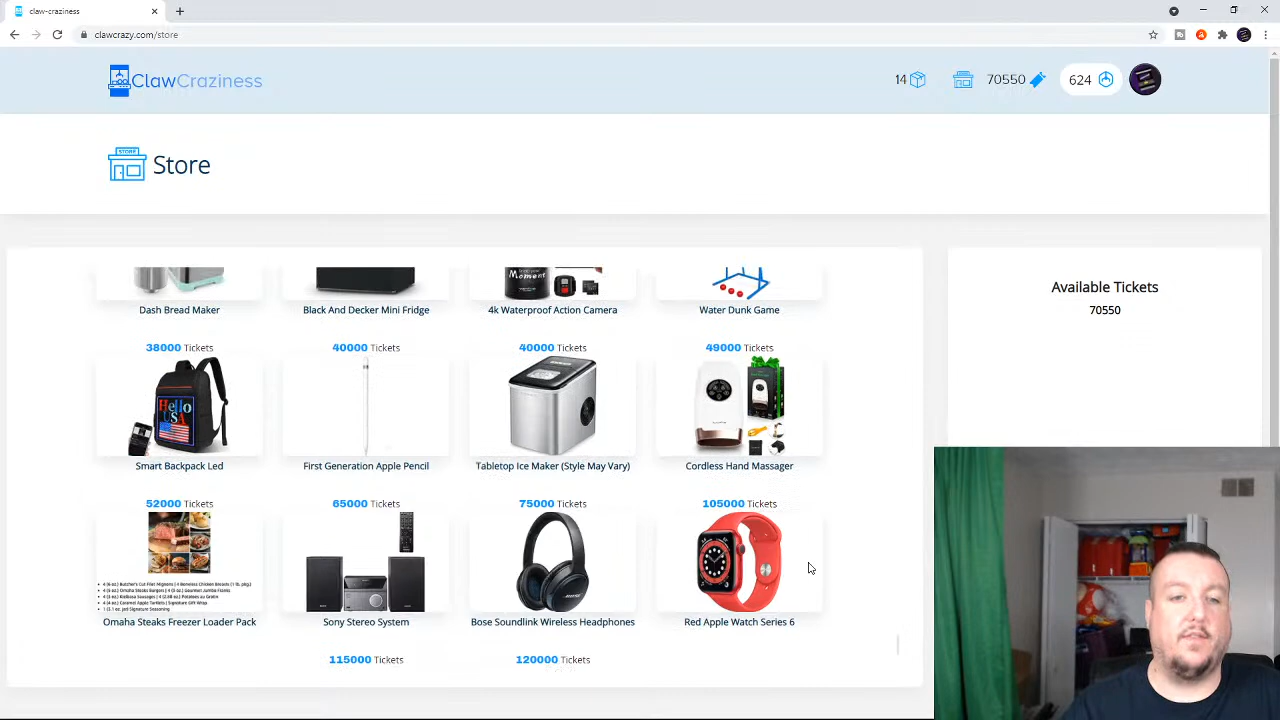 claw-craziness
clawcrazy.com/store
ClawCraziness
14
70550
624
STORE
Store
Available Tickets
70550
Moment
Dash Bread Maker
Black And Decker Mini Fridge
4k Waterproof Action Camera
Water Dunk Game
38000 Tickets
40000 Tickets
40000 Tickets
49000 Tickets
Hello
USA
Smart Backpack Led
First Generation Apple Pencil
Tabletop Ice Maker (Style May Vary)
Cordless Hand Massager
52000 Tickets
65000 Tickets
75000 Tickets
105000 Tickets
Omaha Steaks Freezer Loader Pack
Sony Stereo System
Bose Soundlink Wireless Headphones
Red Apple Watch Series 6
115000 Tickets
120000 Tickets